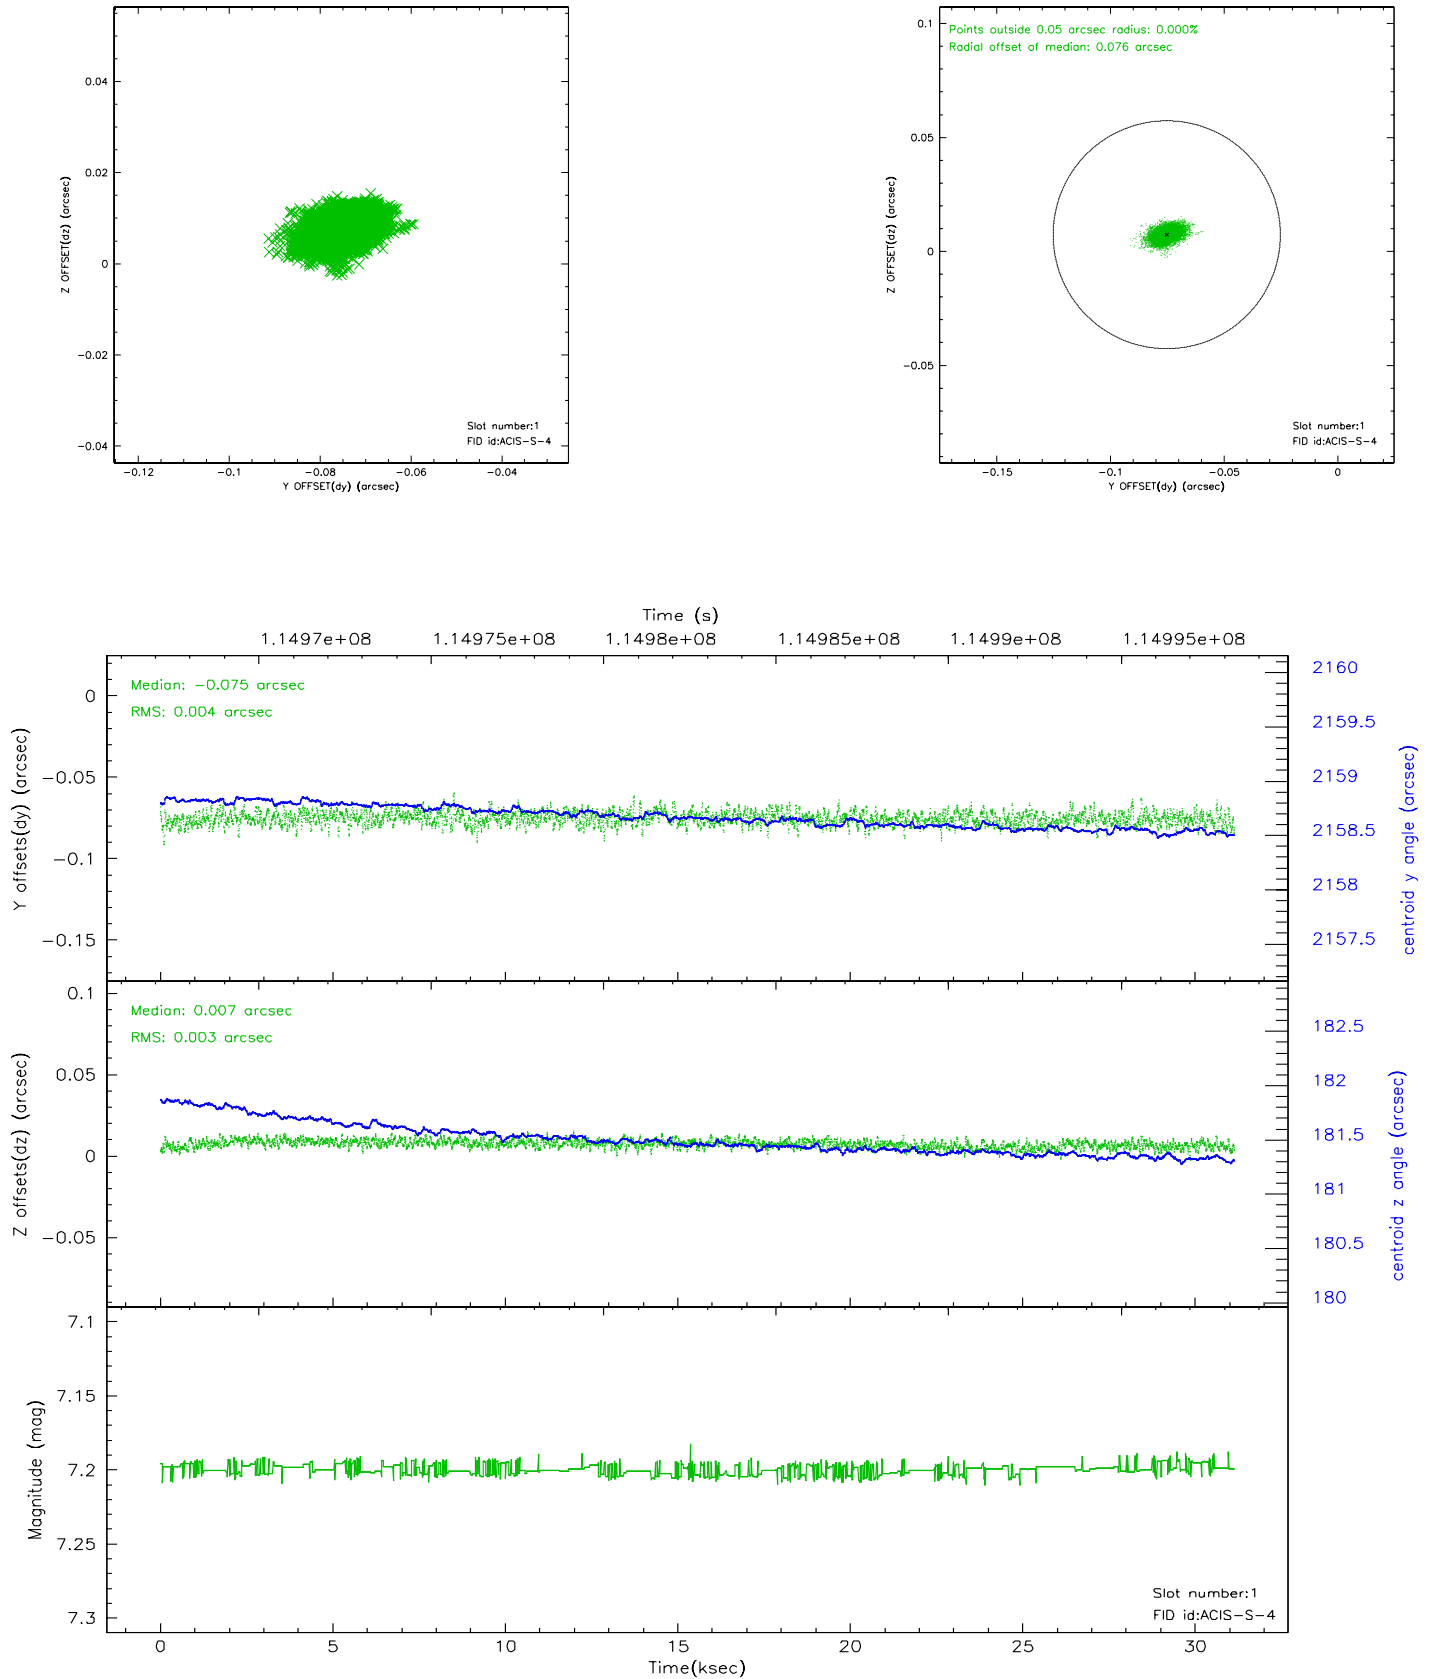 0.04
0.02
0
−0.02
−0.04
Z OFFSET(dz) (arcsec)
Slot number:1
FID id:ACIS−S−4
−0.12 −0.1 −0.08 −0.06 −0.04
Y OFFSET(dy) (arcsec)
Points outside 0.05 arcsec radius: 0.000%
Radial offset of median: 0.076 arcsec
0.1
0.05
0
−0.05
Z OFFSET(dz) (arcsec)
Slot number:1
FID id:ACIS−S−4
−0.15 −0.1 −0.05 0
Y OFFSET(dy) (arcsec)
Time (s)
1.1497e+08 1.14975e+08 1.1498e+08 1.14985e+08 1.1499e+08 1.14995e+08
Median: −0.075 arcsec
RMS: 0.004 arcsec
0
−0.05
−0.1
−0.15
Y offsets(dy) (arcsec)
2160
2159.5
2159
2158.5
2158
2157.5
centroid y angle (arcsec)
Median: 0.007 arcsec
RMS: 0.003 arcsec
0.1
0.05
0
−0.05
Z offsets(dz) (arcsec)
182.5
182
181.5
181
180.5
180
centroid z angle (arcsec)
7.1
7.15
7.2
7.25
7.3
Magnitude (mag)
Slot number:1
FID id:ACIS−S−4
0 5 10 15 20 25 30
Time(ksec)